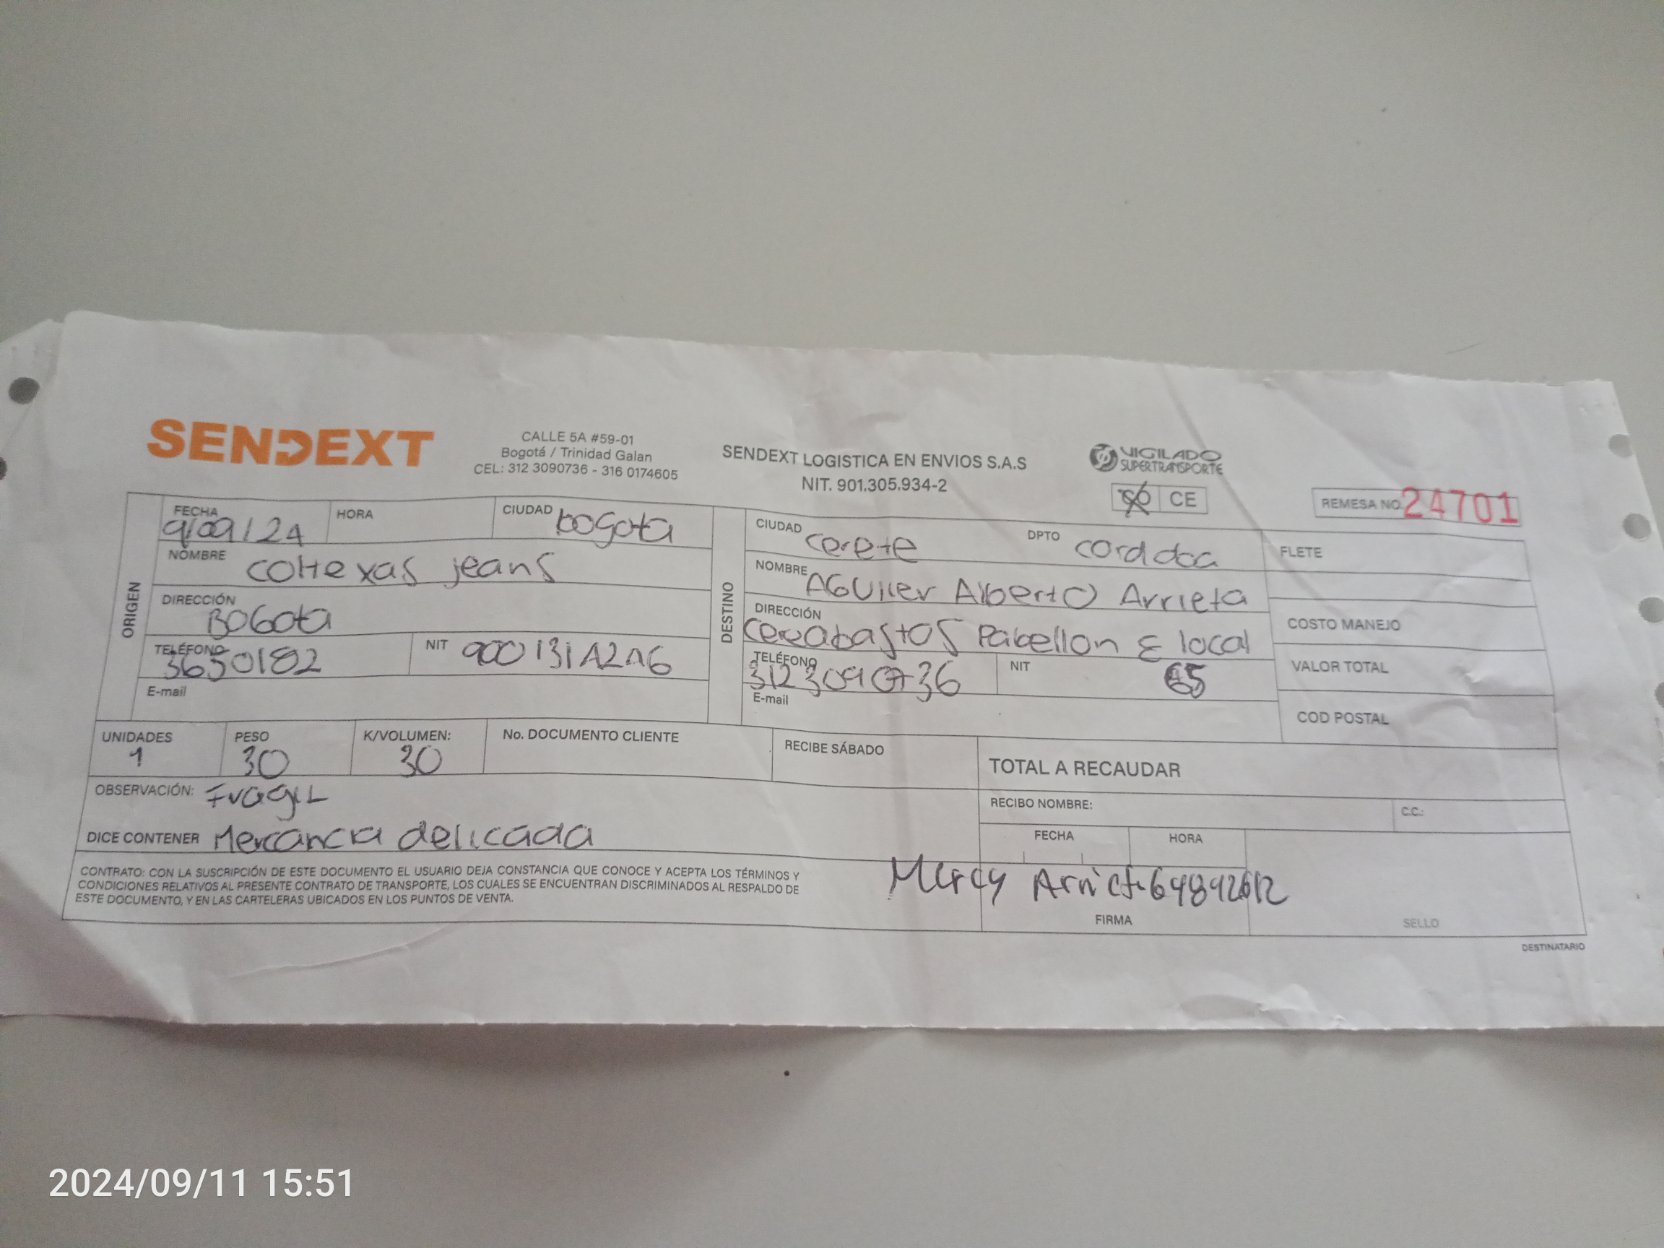 SENDEXT
CALLE 5A #59-01
Bogotá / Trinidad Galan
CEL: 312 3090736 - 316 0174605
SENDEXT LOGISTICA EN ENVIOS S.A.S
NIT. 901.305.934-2
VIGILADO
SUPERTRANSPORTE
CE
REMESA NO. 24701
ORIGEN
FECHA 9/09/24
HORA
CIUDAD bogota
NOMBRE cottexas jeans
DIRECCIÓN BOGota
TELÉFONO 3650182
NIT
E-mail
DESTINO
CIUDAD cerete
DPTO cordoba
NOMBRE AGUILER Alberto Arrieta
DIRECCIÓN cereabastos Pabellon E local
TELÉFONO 3123090736
NIT 65
E-mail
FLETE
COSTO MANEJO
VALOR TOTAL
COD POSTAL
UNIDADES 1
PESO 30
K/VOLUMEN: 30
No. DOCUMENTO CLIENTE
RECIBE SÁBADO
TOTAL A RECAUDAR
OBSERVACIÓN: FragiL
RECIBO NOMBRE:
C.C.:
DICE CONTENER Mercancia delicada
FECHA
HORA
CONTRATO: CON LA SUSCRIPCIÓN DE ESTE DOCUMENTO EL USUARIO DEJA CONSTANCIA QUE CONOCE Y ACEPTA LOS TÉRMINOS Y
CONDICIONES RELATIVOS AL PRESENTE CONTRATO DE TRANSPORTE, LOS CUALES SE ENCUENTRAN DISCRIMINADOS AL RESPALDO DE
ESTE DOCUMENTO, Y EN LAS CARTELERAS UBICADOS EN LOS PUNTOS DE VENTA.
FIRMA
SELLO
DESTINATARIO
2024/09/11 15:51